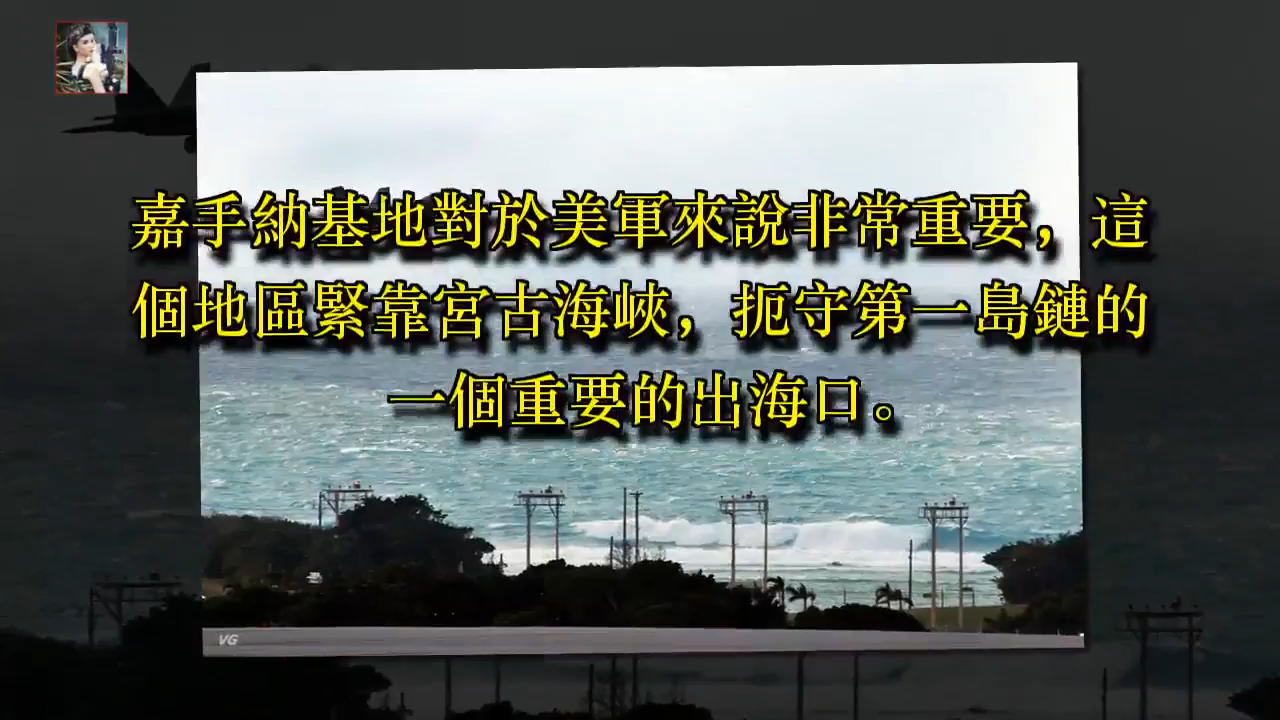 嘉手納基地對於美軍來說非常重要，這
個地區緊靠宮古海峽，扼守第一島鏈的
一個重要的出海口。
VG